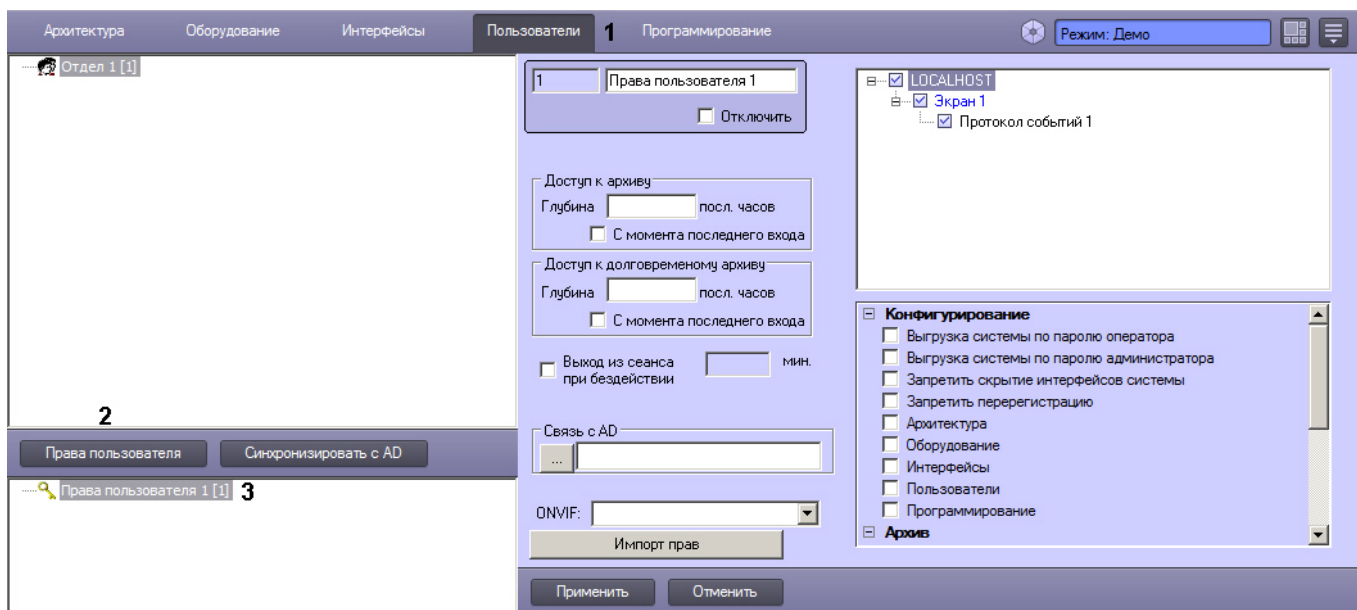 Архитектура Оборудование Интерфейсы Пользователи 1 Программирование Режим: Демо
Отдел 1 [1]
2
Права пользователя Синхронизировать с AD
Права пользователя 1 [1] 3
1 Права пользователя 1
Отключить
Доступ к архиву
Глубина посл. часов
С момента последнего входа
Доступ к долговременому архиву
Глубина посл. часов
С момента последнего входа
Выход из сеанса мин.
при бездействии
Связь с AD
...
ONVIF:
Импорт прав
LOCALHOST
Экран 1
Протокол событий 1
Конфигурирование
Выгрузка системы по паролю оператора
Выгрузка системы по паролю администратора
Запретить скрытие интерфейсов системы
Запретить перерегистрацию
Архитектура
Оборудование
Интерфейсы
Пользователи
Программирование
Архив
Применить Отменить